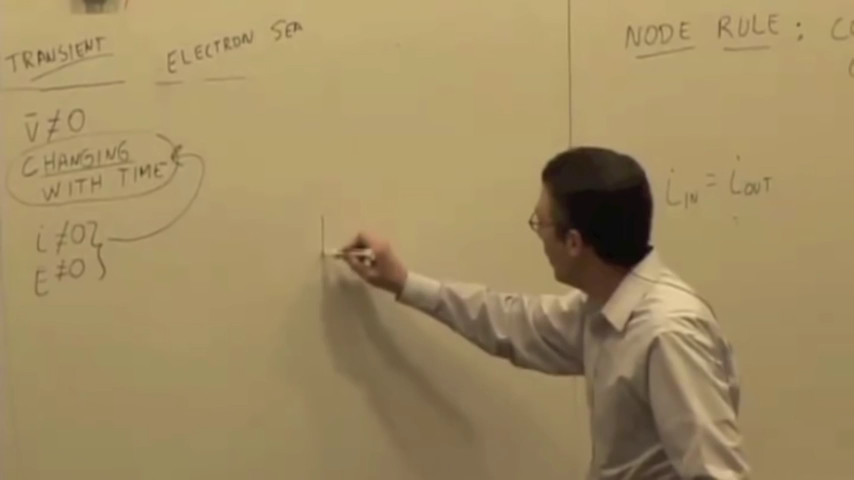 TRANSIENT
ELECTRON SEA
v̄ ≠ 0
CHANGING
WITH TIME
i ≠ 0
E ≠ 0
NODE RULE :
i_IN = i_OUT